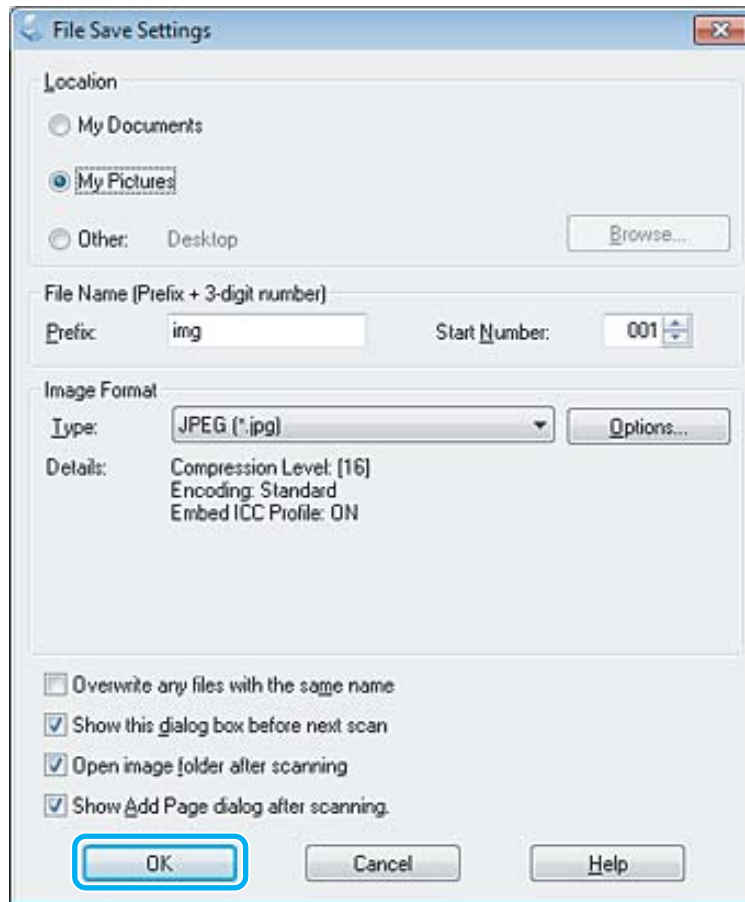 File Save Settings
Location
My Documents
My Pictures
Other: Desktop Browse...
File Name (Prefix + 3-digit number)
Prefix: img Start Number: 001
Image Format
Type: JPEG (*.jpg) Options...
Details: Compression Level: [16]
Encoding: Standard
Embed ICC Profile: ON
Overwrite any files with the same name
Show this dialog box before next scan
Open image folder after scanning
Show Add Page dialog after scanning.
OK Cancel Help